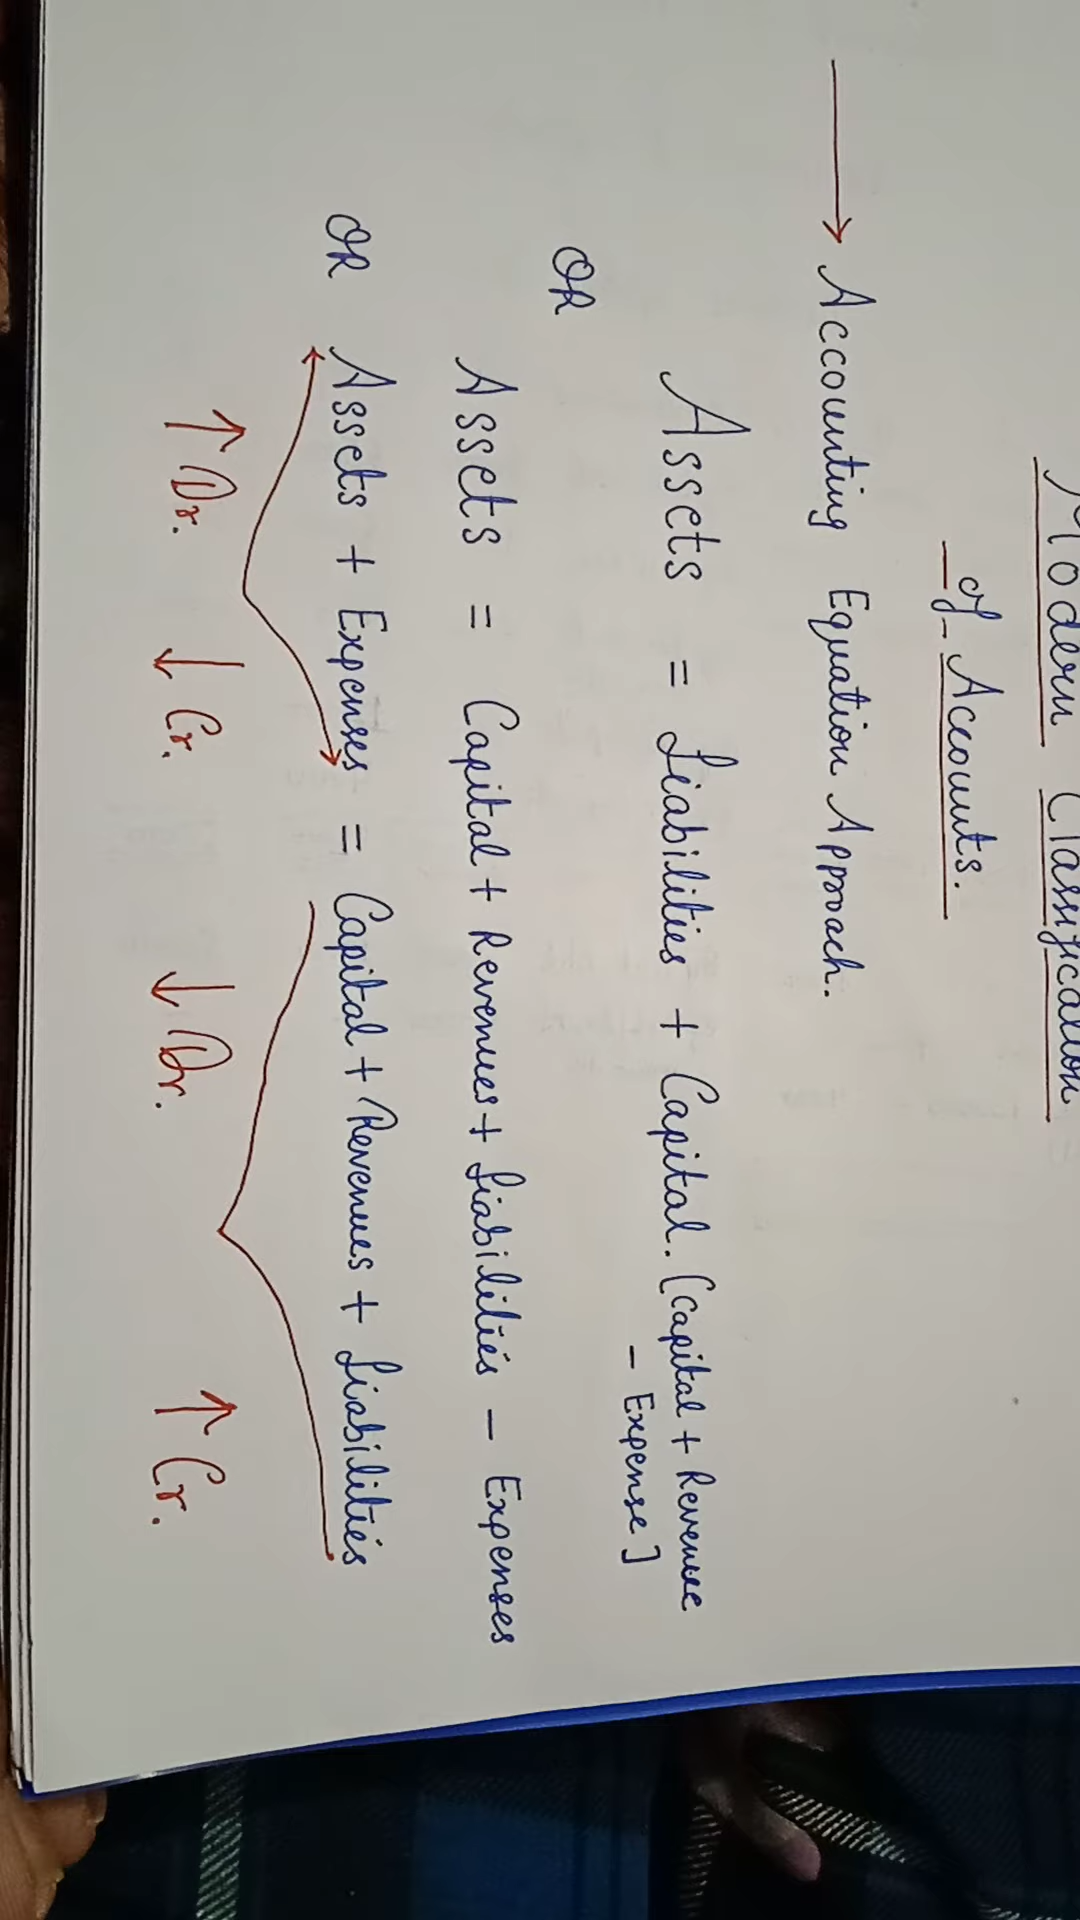 Modern Classification
of Accounts.
→ Accounting Equation Approach.
Assets = Liabilities + Capital. [Capital + Revenue
- Expense]
OR
Assets = Capital + Revenues + Liabilities - Expenses
OR Assets + Expenses = Capital + Revenues + Liabilities
↑ Dr. ↓ Cr. ↓ Dr. ↑ Cr.